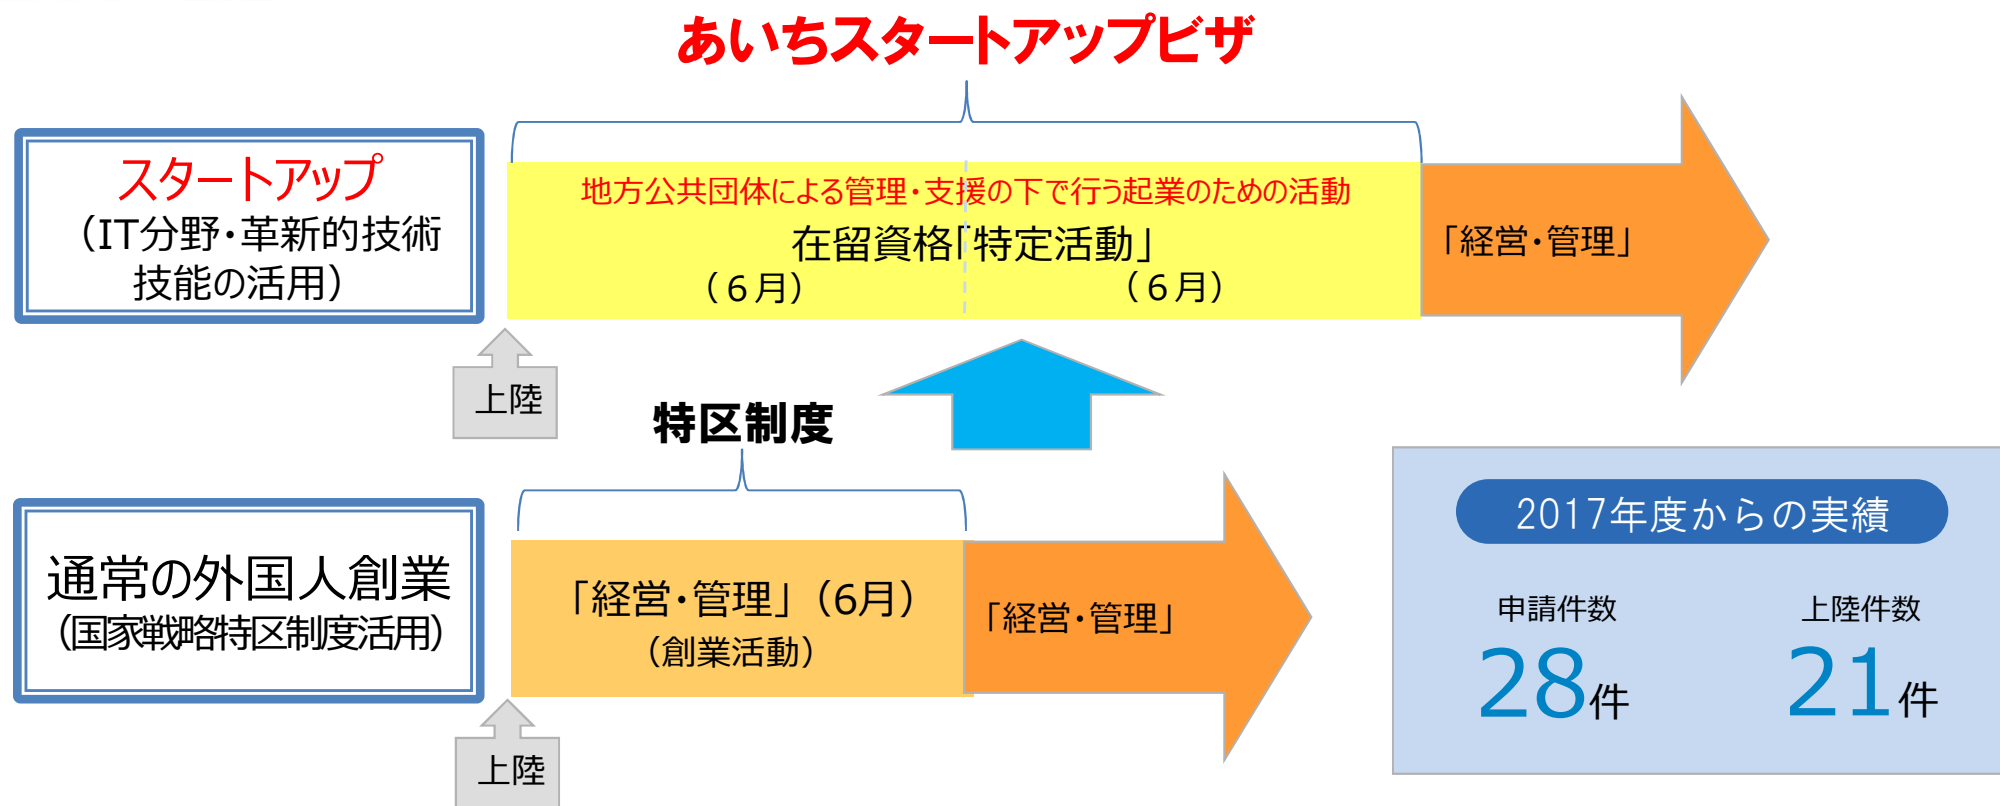 あいちスタートアップビザ
スタートアップ
（IT分野・革新的技術
技能の活用）
地方公共団体による管理・支援の下で行う起業のための活動
在留資格「特定活動」
（６月）
（６月）
「経営・管理」
上陸
特区制度
通常の外国人創業
（国家戦略特区制度活用）
「経営・管理」（6月）
（創業活動）
「経営・管理」
上陸
2017年度からの実績
申請件数
上陸件数
28件
21件